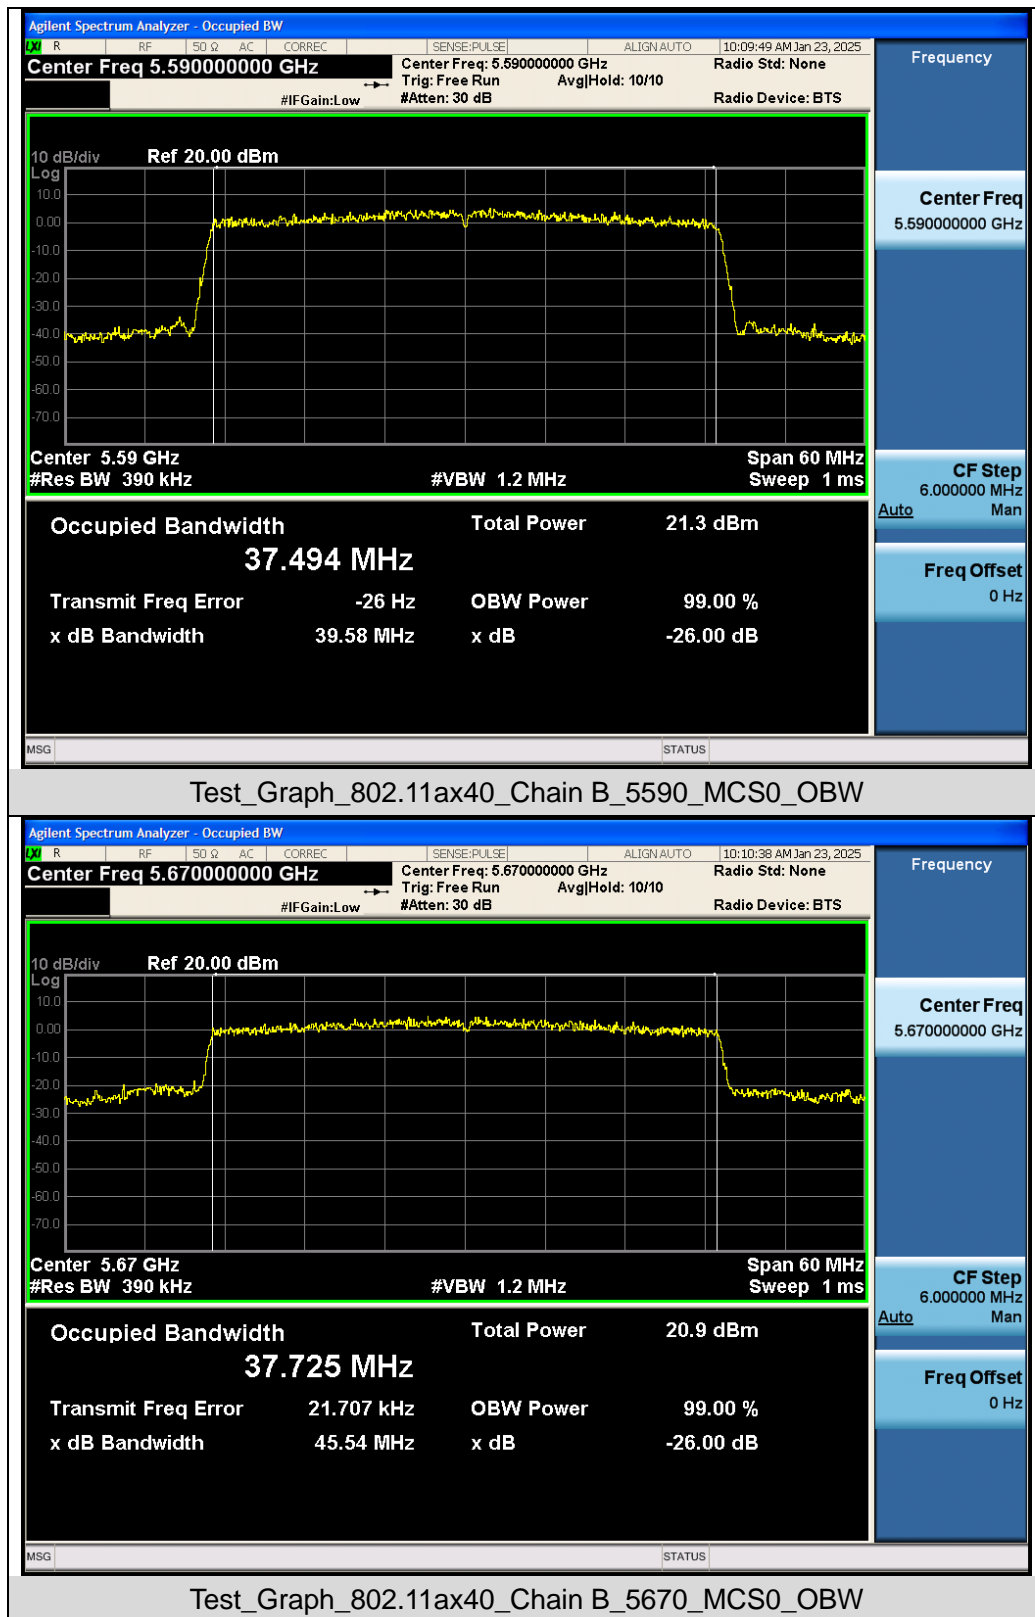 Agilent Spectrum Analyzer - Occupied BW
LXI R RF 50 Ω AC CORREC SENSE:PULSE ALIGN AUTO 10:09:49 AM Jan 23, 2025
Center Freq 5.590000000 GHz
Center Freq: 5.590000000 GHz Radio Std: None
Trig: Free Run Avg|Hold: 10/10
#IFGain:Low #Atten: 30 dB Radio Device: BTS
Frequency
10 dB/div Ref 20.00 dBm
Log
10.0
0.00
-10.0
-20.0
-30.0
-40.0
-50.0
-60.0
-70.0
Center Freq
5.590000000 GHz
Center 5.59 GHz Span 60 MHz
#Res BW 390 kHz #VBW 1.2 MHz Sweep 1 ms
CF Step
6.000000 MHz
Auto Man
Occupied Bandwidth Total Power 21.3 dBm
37.494 MHz
Transmit Freq Error -26 Hz OBW Power 99.00 %
x dB Bandwidth 39.58 MHz x dB -26.00 dB
Freq Offset
0 Hz
MSG STATUS
Test_Graph_802.11ax40_Chain B_5590_MCS0_OBW
Agilent Spectrum Analyzer - Occupied BW
LXI R RF 50 Ω AC CORREC SENSE:PULSE ALIGN AUTO 10:10:38 AM Jan 23, 2025
Center Freq 5.670000000 GHz
Center Freq: 5.670000000 GHz Radio Std: None
Trig: Free Run Avg|Hold: 10/10
#IFGain:Low #Atten: 30 dB Radio Device: BTS
Frequency
10 dB/div Ref 20.00 dBm
Log
10.0
0.00
-10.0
-20.0
-30.0
-40.0
-50.0
-60.0
-70.0
Center Freq
5.670000000 GHz
Center 5.67 GHz Span 60 MHz
#Res BW 390 kHz #VBW 1.2 MHz Sweep 1 ms
CF Step
6.000000 MHz
Auto Man
Occupied Bandwidth Total Power 20.9 dBm
37.725 MHz
Transmit Freq Error 21.707 kHz OBW Power 99.00 %
x dB Bandwidth 45.54 MHz x dB -26.00 dB
Freq Offset
0 Hz
MSG STATUS
Test_Graph_802.11ax40_Chain B_5670_MCS0_OBW